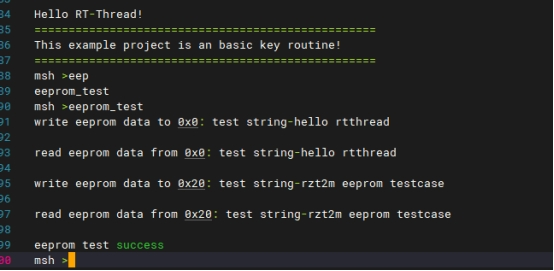 84 Hello RT-Thread!
85 ================================================
86 This example project is an basic key routine!
87 ================================================
88 msh >eep
89 eeprom_test
90 msh >eeprom_test
91 write eeprom data to 0x0: test string-hello rtthread
92
93 read eeprom data from 0x0: test string-hello rtthread
94
95 write eeprom data to 0x20: test string-rzt2m eeprom testcase
96
97 read eeprom data from 0x20: test string-rzt2m eeprom testcase
98
99 eeprom test success
00 msh >